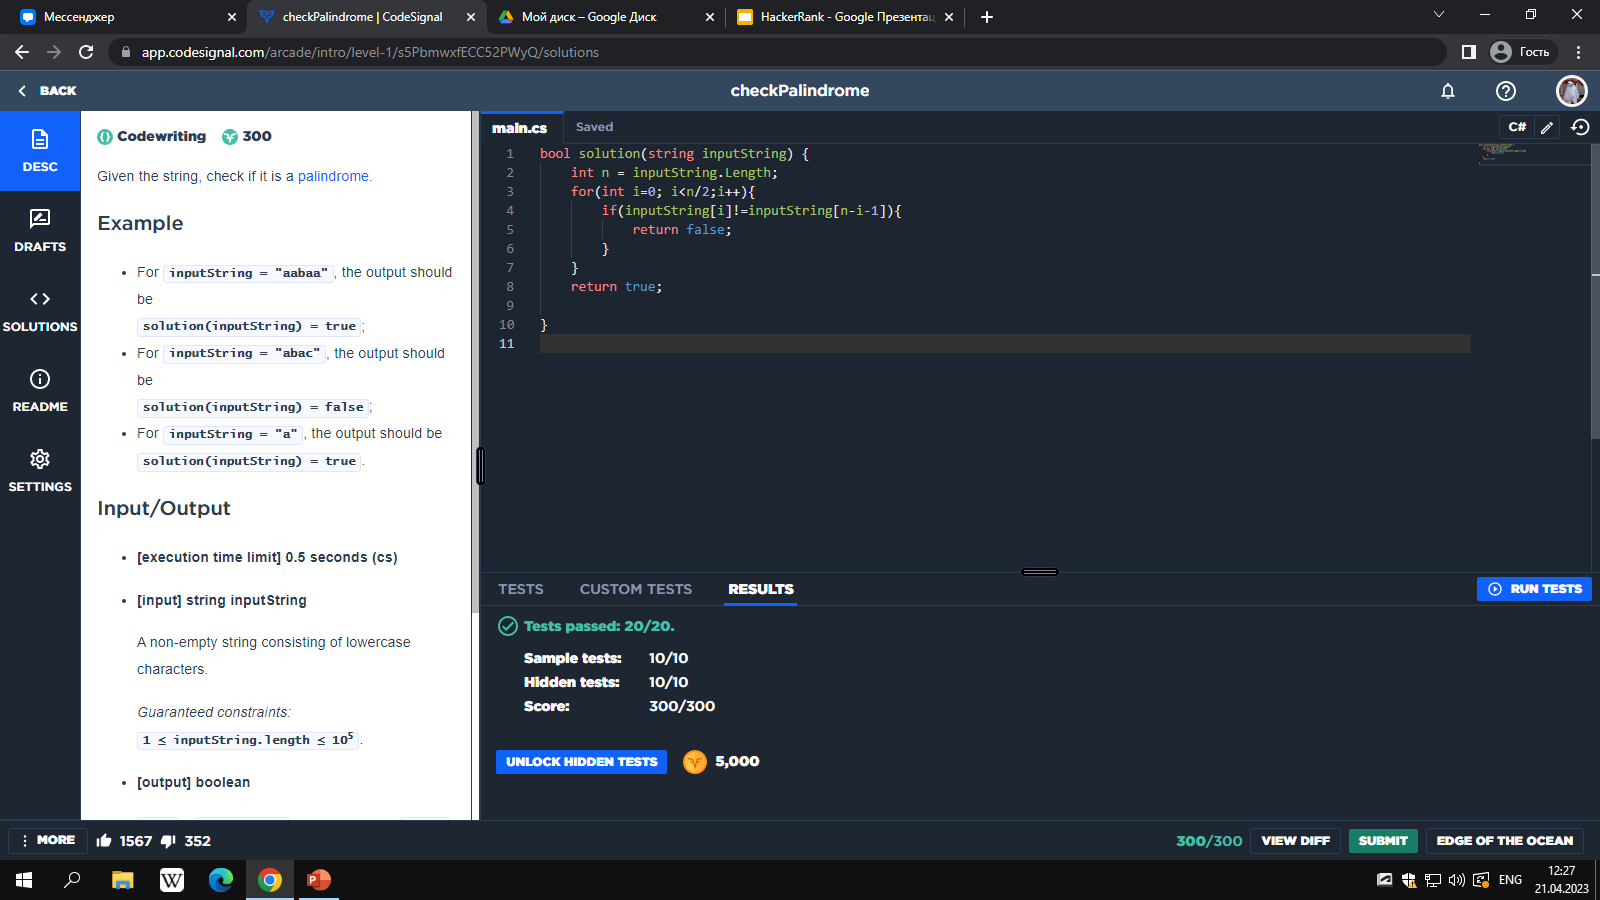 Мессенджер
checkPalindrome | CodeSignal
Мой диск – Google Диск
HackerRank - Google Презентац
app.codesignal.com/arcade/intro/level-1/s5PbmwxfECC52PWyQ/solutions
Гость
BACK
checkPalindrome
DESC
DRAFTS
SOLUTIONS
README
SETTINGS
Codewriting 300
Given the string, check if it is a palindrome.
Example
• For inputString = "aabaa", the output should
be
solution(inputString) = true;
• For inputString = "abac", the output should
be
solution(inputString) = false;
• For inputString = "a", the output should be
solution(inputString) = true.
Input/Output
• [execution time limit] 0.5 seconds (cs)
• [input] string inputString
A non-empty string consisting of lowercase
characters.
Guaranteed constraints:
1 ≤ inputString.length ≤ 10⁵.
• [output] boolean
main.cs Saved C#
1 bool solution(string inputString) {
2 int n = inputString.Length;
3 for(int i=0; i<n/2;i++){
4 if(inputString[i]!=inputString[n-i-1]){
5 return false;
6 }
7 }
8 return true;
9
10 }
11
TESTS CUSTOM TESTS RESULTS RUN TESTS
Tests passed: 20/20.
Sample tests: 10/10
Hidden tests: 10/10
Score: 300/300
UNLOCK HIDDEN TESTS 5,000
MORE 1567 352
300/300 VIEW DIFF SUBMIT EDGE OF THE OCEAN
W
P
ENG
12:27
21.04.2023